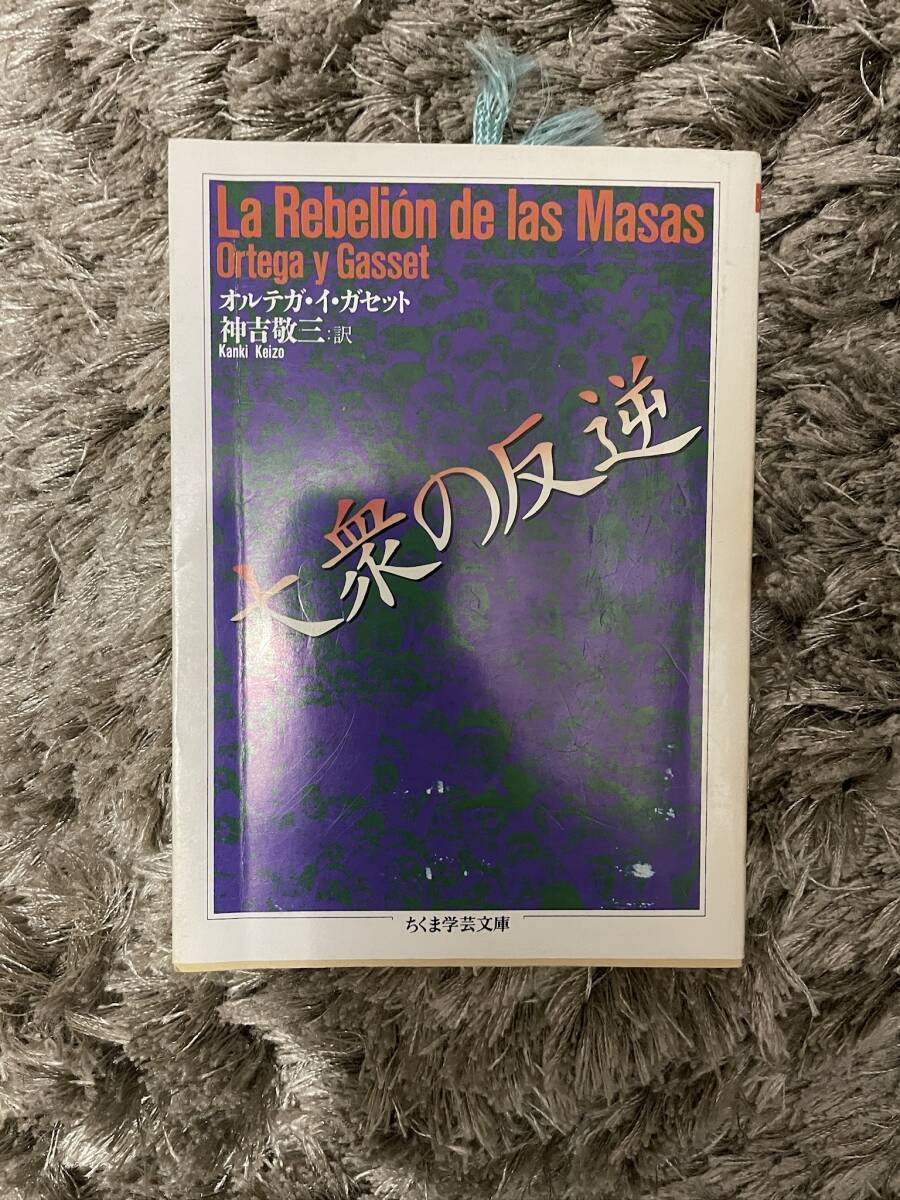 La Rebelión de las Masas
Ortega y Gasset
オルテガ・イ・ガセット
神吉敬三:訳
Kanki Keizo
大衆の反逆
ちくま学芸文庫